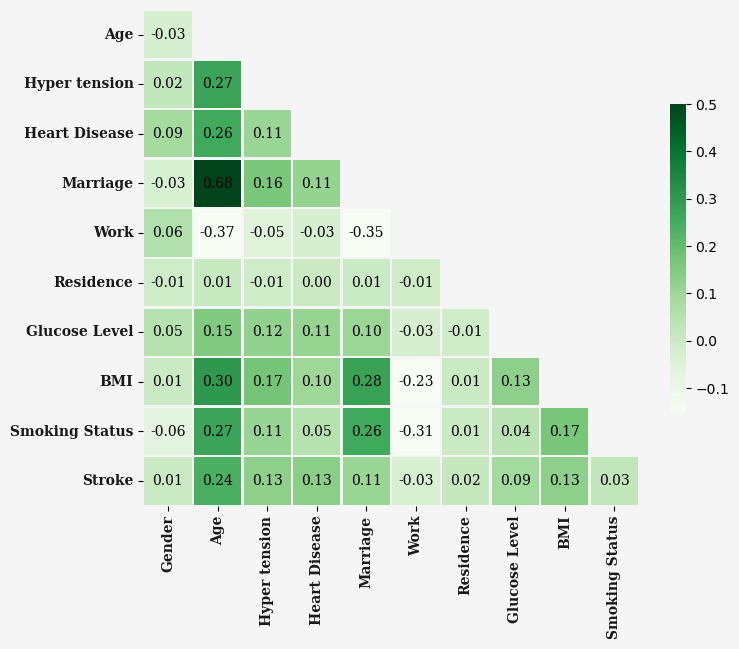 Age -0.03
Hyper tension 0.02 0.27
Heart Disease 0.09 0.26 0.11
Marriage -0.03 0.68 0.16 0.11
Work 0.06 -0.37 -0.05 -0.03 -0.35
Residence -0.01 0.01 -0.01 0.00 0.01 -0.01
Glucose Level 0.05 0.15 0.12 0.11 0.10 -0.03 -0.01
BMI 0.01 0.30 0.17 0.10 0.28 -0.23 0.01 0.13
Smoking Status -0.06 0.27 0.11 0.05 0.26 -0.31 0.01 0.04 0.17
Stroke 0.01 0.24 0.13 0.13 0.11 -0.03 0.02 0.09 0.13 0.03
Gender
Age
Hyper tension
Heart Disease
Marriage
Work
Residence
Glucose Level
BMI
Smoking Status
0.5
0.4
0.3
0.2
0.1
0.0
−0.1